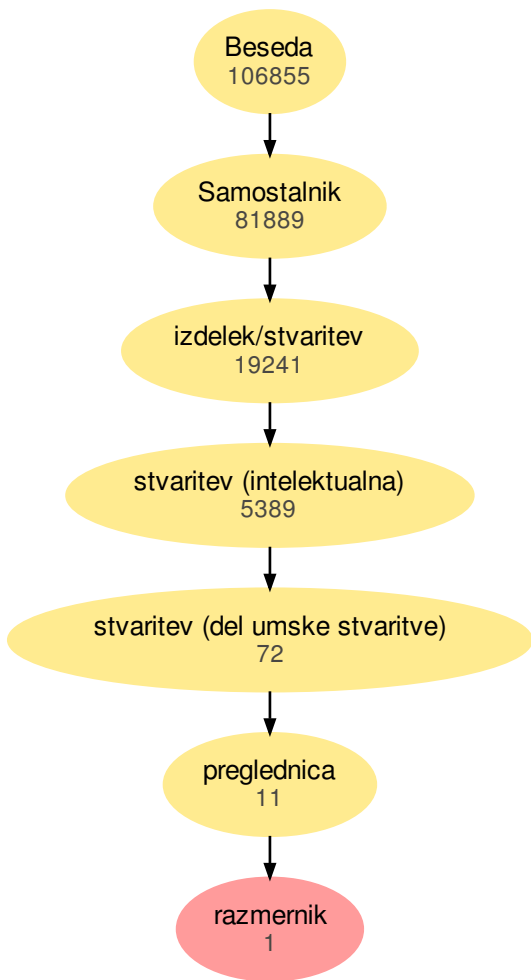 Beseda
106855
Samostalnik
81889
izdelek/stvaritev
19241
stvaritev (intelektualna)
5389
stvaritev (del umske stvaritve)
72
preglednica
11
razmernik
1